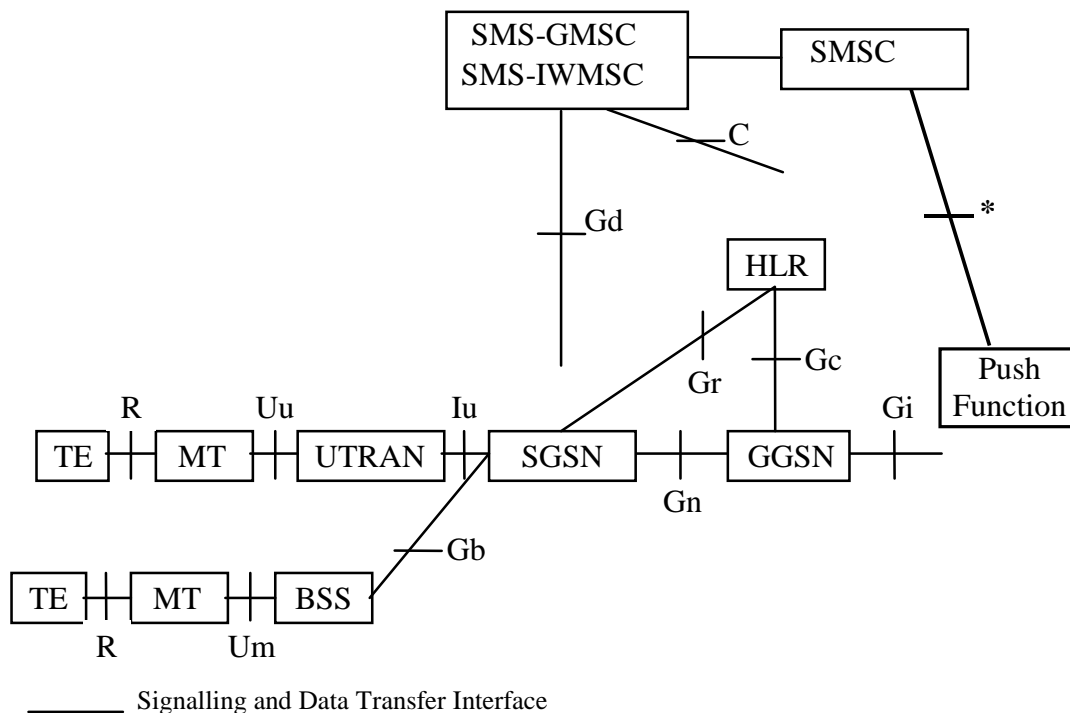 SMS-GMSC
SMS-IWMSC
SMSC
C
*
Gd
HLR
Gr
Gc
Push
Function
R
Uu
Iu
Gi
TE
MT
UTRAN
SGSN
GGSN
Gn
Gb
TE
MT
BSS
R
Um
Signalling and Data Transfer Interface